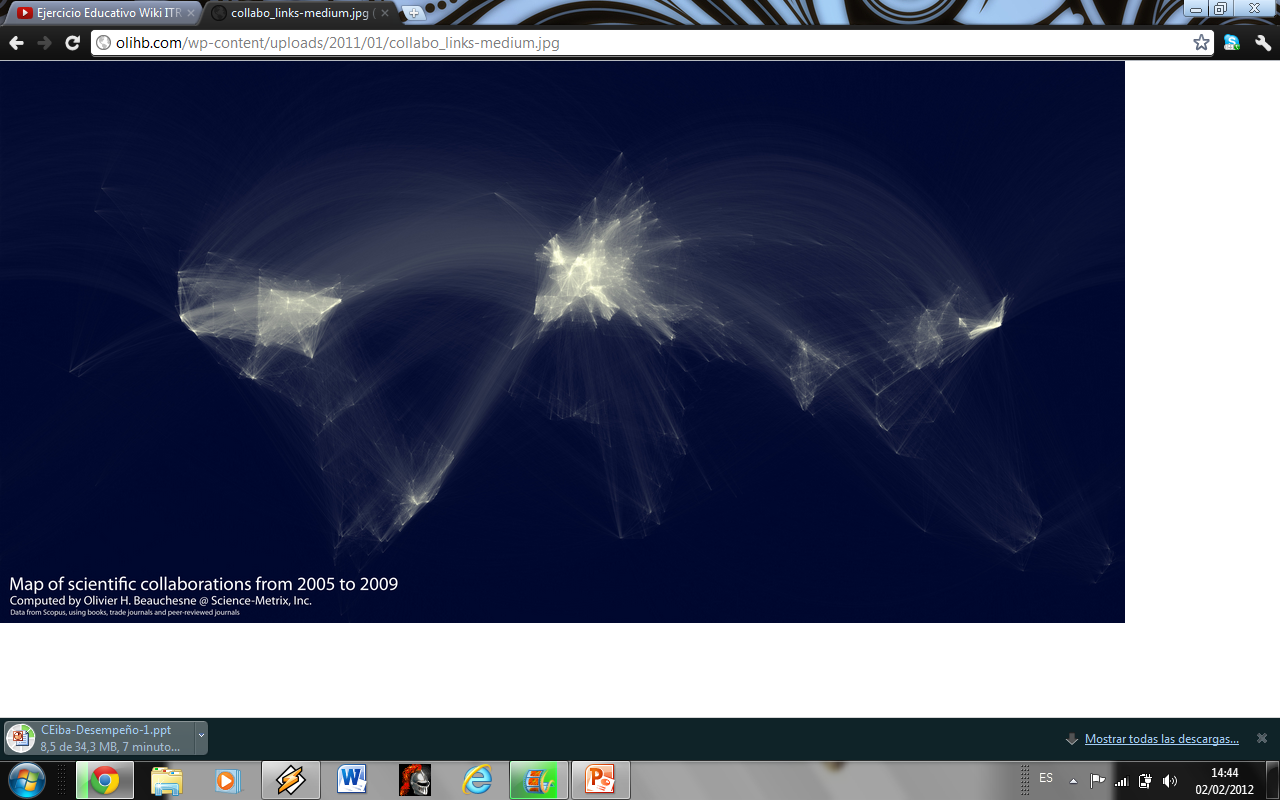 Ejercicio Educativo Wiki ITR
collabo_links-medium.jpg (
olihb.com/wp-content/uploads/2011/01/collabo_links-medium.jpg
Map of scientific collaborations from 2005 to 2009
Computed by Olivier H. Beauchesne @ Science-Metrix, Inc.
Data from Scopus, using books, trade journals and peer-reviewed journals
CEiba-Desempeño-1.ppt
8,5 de 34,3 MB, 7 minuto...
Mostrar todas las descargas...
ES
14:44
02/02/2012